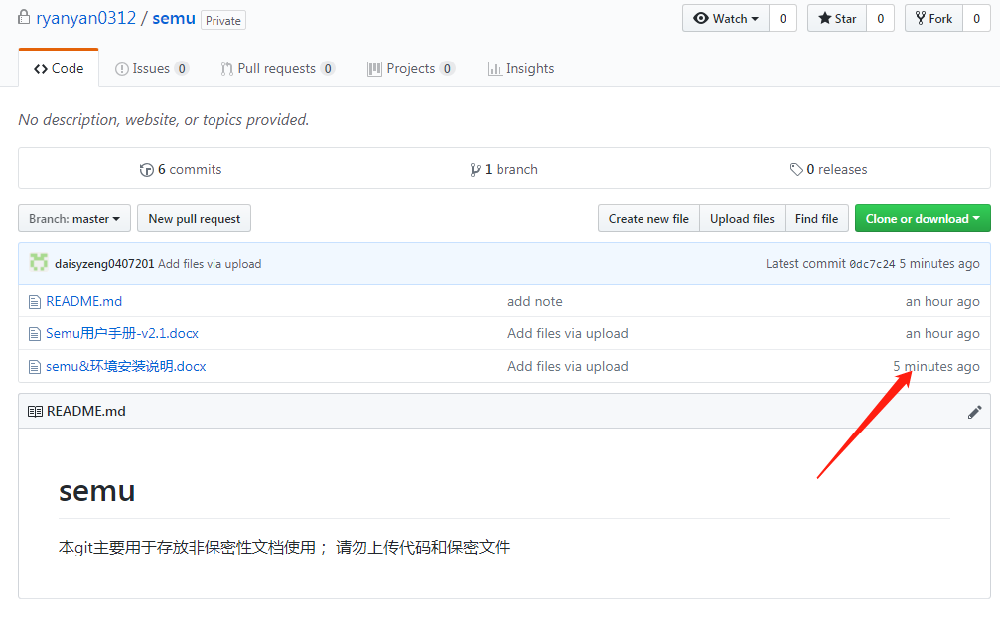 ryanyan0312 / semu Private
Watch 0 Star 0 Fork 0
Code Issues 0 Pull requests 0 Projects 0 Insights
No description, website, or topics provided.
6 commits 1 branch 0 releases
Branch: master New pull request Create new file Upload files Find file Clone or download
daisyzeng0407201 Add files via upload Latest commit 0dc7c24 5 minutes ago
README.md add note an hour ago
Semu用户手册-v2.1.docx Add files via upload an hour ago
semu&环境安装说明.docx Add files via upload 5 minutes ago
README.md
semu
本git主要用于存放非保密性文档使用； 请勿上传代码和保密文件